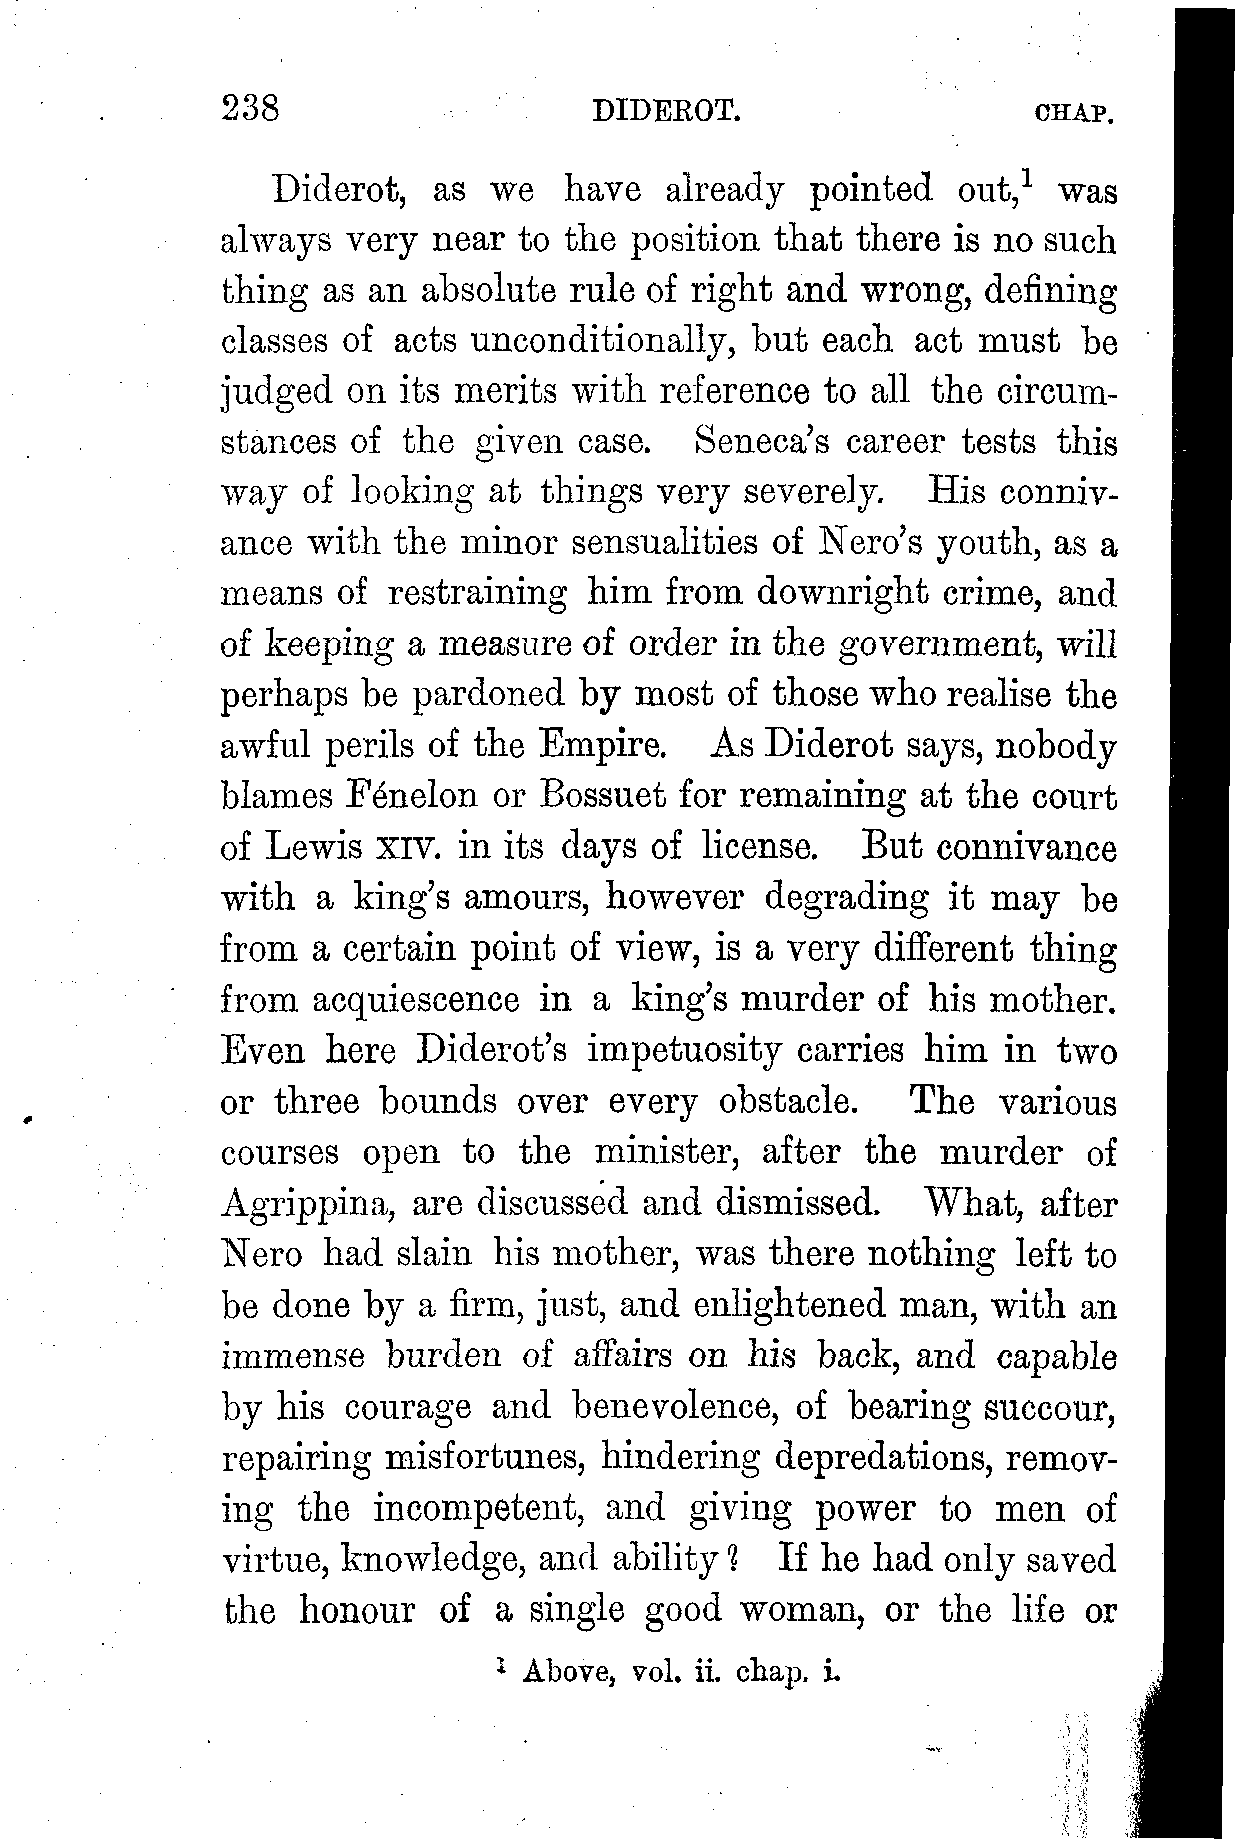 238 DIDEROT. CHAP.
Diderot, as we have already pointed out,¹ was
always very near to the position that there is no such
thing as an absolute rule of right and wrong, defining
classes of acts unconditionally, but each act must be
judged on its merits with reference to all the circum-
stances of the given case. Seneca's career tests this
way of looking at things very severely. His conniv-
ance with the minor sensualities of Nero's youth, as a
means of restraining him from downright crime, and
of keeping a measure of order in the government, will
perhaps be pardoned by most of those who realise the
awful perils of the Empire. As Diderot says, nobody
blames Fénelon or Bossuet for remaining at the court
of Lewis XIV. in its days of license. But connivance
with a king's amours, however degrading it may be
from a certain point of view, is a very different thing
from acquiescence in a king's murder of his mother.
Even here Diderot's impetuosity carries him in two
or three bounds over every obstacle. The various
courses open to the minister, after the murder of
Agrippina, are discussed and dismissed. What, after
Nero had slain his mother, was there nothing left to
be done by a firm, just, and enlightened man, with an
immense burden of affairs on his back, and capable
by his courage and benevolence, of bearing succour,
repairing misfortunes, hindering depredations, remov-
ing the incompetent, and giving power to men of
virtue, knowledge, and ability? If he had only saved
the honour of a single good woman, or the life or
¹ Above, vol. ii. chap. i.